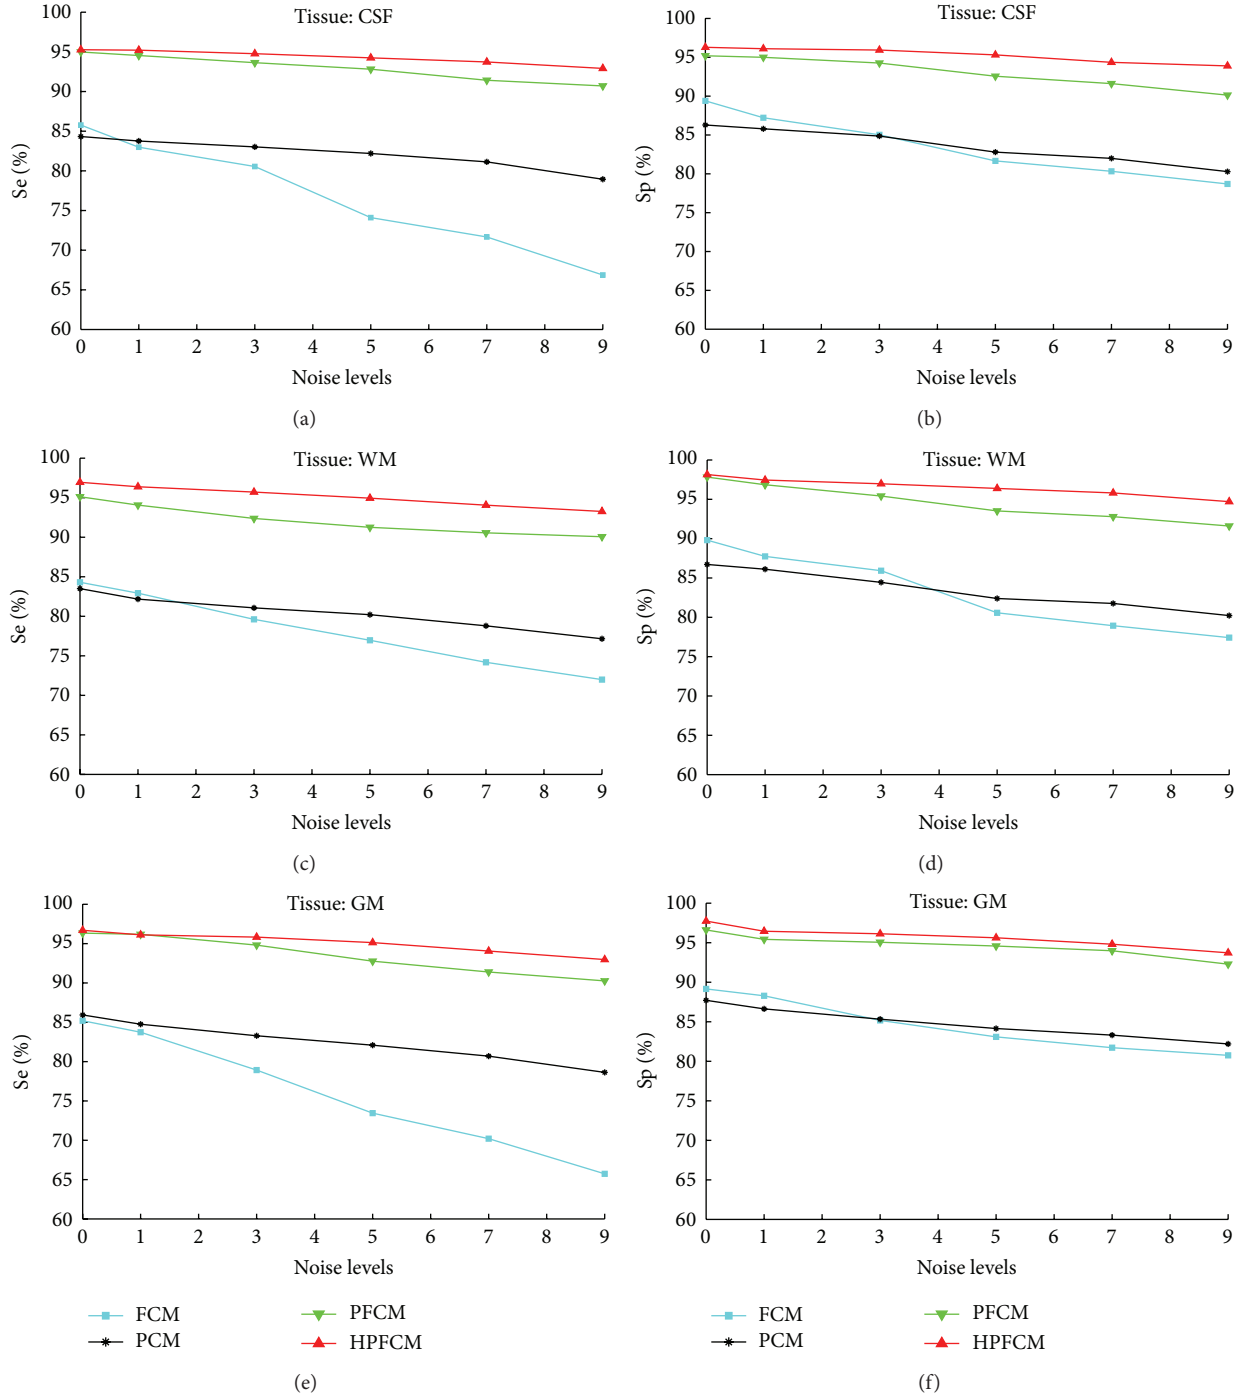 Tissue: CSF
100
95
90
85
80
75
70
65
60
Se (%)
0 1 2 3 4 5 6 7 8 9
Noise levels
(a)
Tissue: CSF
100
95
90
85
80
75
70
65
60
Sp (%)
0 1 2 3 4 5 6 7 8 9
Noise levels
(b)
Tissue: WM
100
95
90
85
80
75
70
65
60
Se (%)
0 1 2 3 4 5 6 7 8 9
Noise levels
(c)
Tissue: WM
100
95
90
85
80
75
70
65
60
Sp (%)
0 1 2 3 4 5 6 7 8 9
Noise levels
(d)
Tissue: GM
100
95
90
85
80
75
70
65
60
Se (%)
0 1 2 3 4 5 6 7 8 9
Noise levels
FCM PFCM
PCM HPFCM
(e)
Tissue: GM
100
95
90
85
80
75
70
65
60
Sp (%)
0 1 2 3 4 5 6 7 8 9
Noise levels
FCM PFCM
PCM HPFCM
(f)